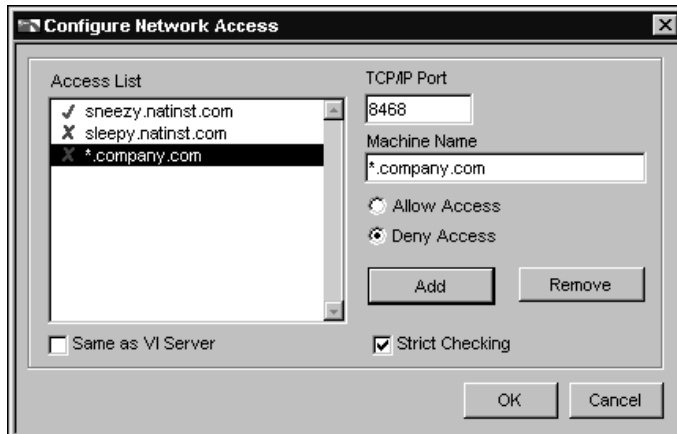 Configure Network Access
Access List
sneezy.natinst.com
sleepy.natinst.com
*.company.com
Same as VI Server
TCP/IP Port
8468
Machine Name
*.company.com
Allow Access
Deny Access
Add
Remove
Strict Checking
OK
Cancel